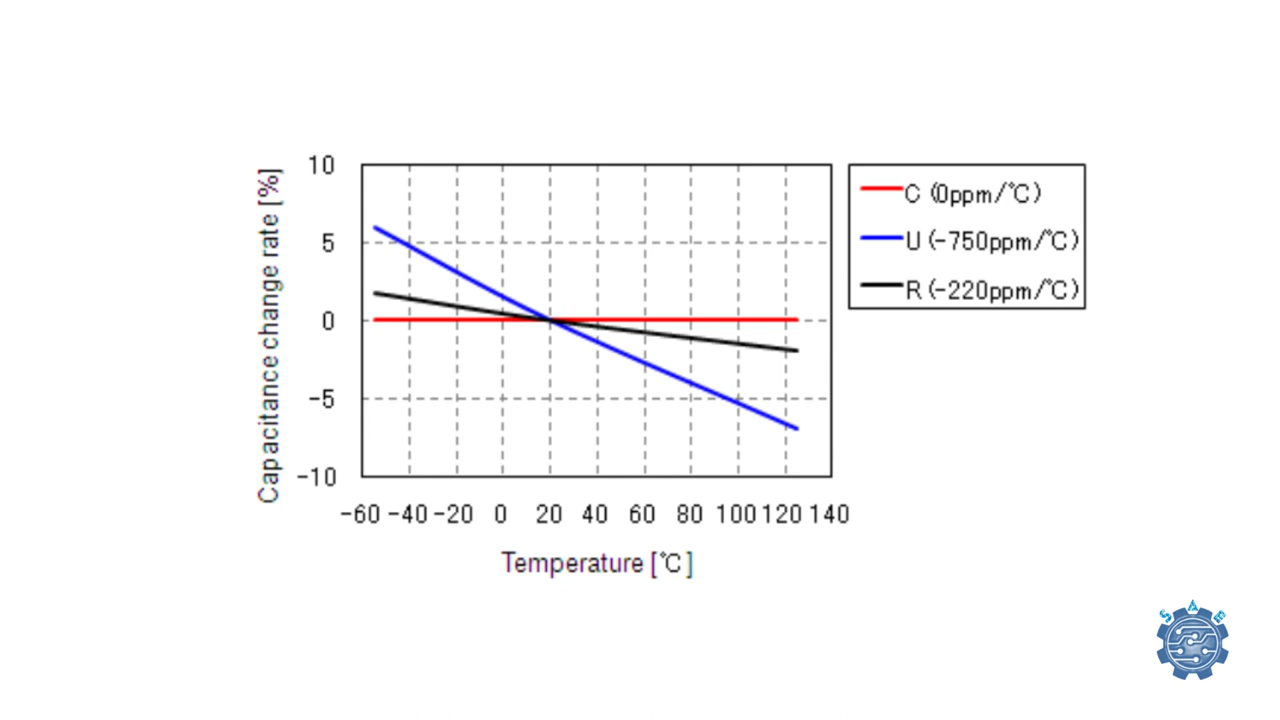 Capacitance change rate [%]
10
5
0
-5
-10
-60 -40 -20 0 20 40 60 80 100 120 140
Temperature [℃]
C (0ppm/℃)
U (-750ppm/℃)
R (-220ppm/℃)
SAE